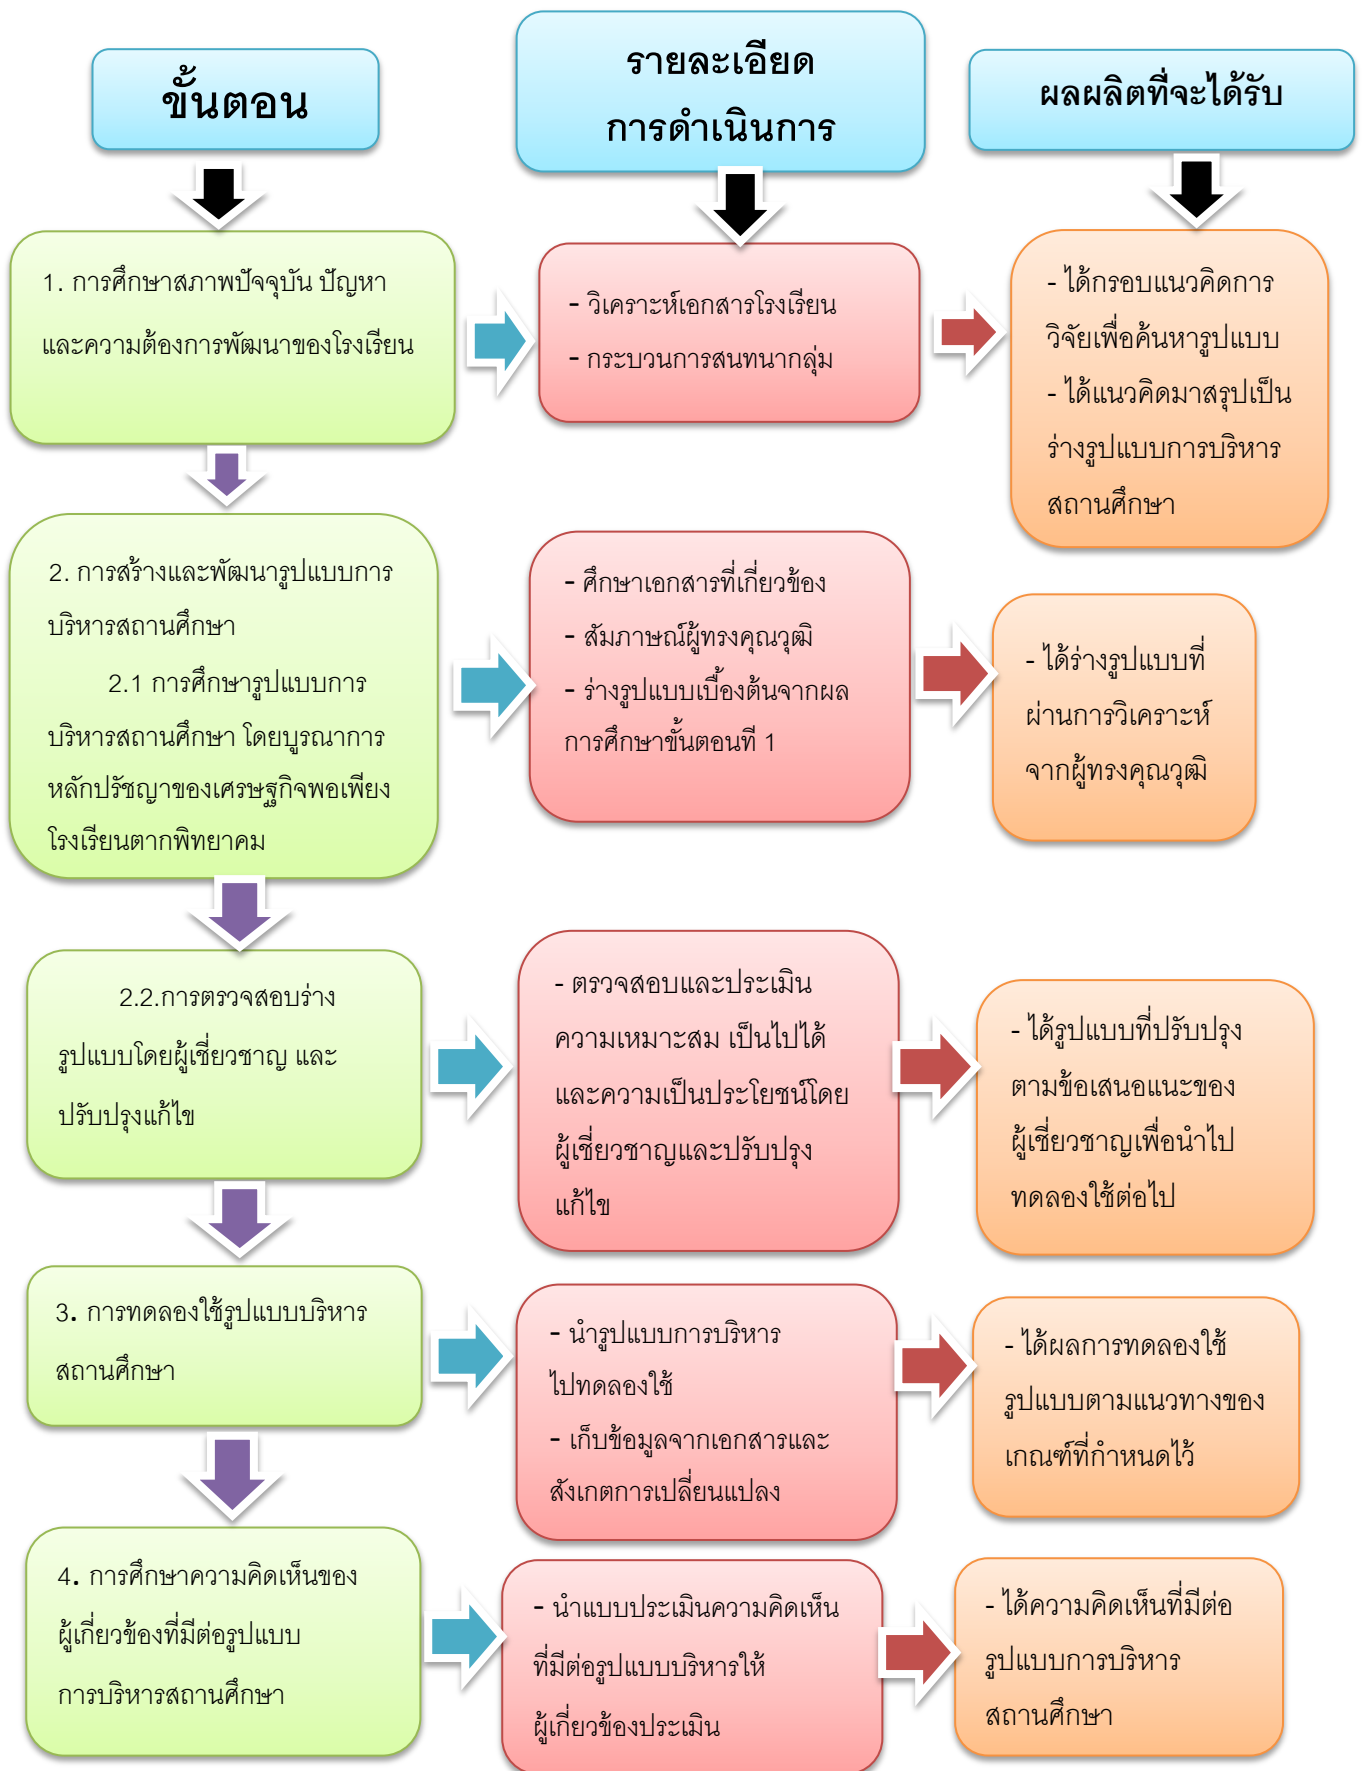 ขั้นตอน
รายละเอียด
การดำเนินการ
ผลผลิตที่จะได้รับ
1. การศึกษาสภาพปัจจุบัน ปัญหา
และความต้องการพัฒนาของโรงเรียน
- วิเคราะห์เอกสารโรงเรียน
- กระบวนการสนทนากลุ่ม
- ได้กรอบแนวคิดการ
วิจัยเพื่อค้นหารูปแบบ
- ได้แนวคิดมาสรุปเป็น
ร่างรูปแบบการบริหาร
สถานศึกษา
2. การสร้างและพัฒนารูปแบบการ
บริหารสถานศึกษา
2.1 การศึกษารูปแบบการ
บริหารสถานศึกษา โดยบูรณาการ
หลักปรัชญาของเศรษฐกิจพอเพียง
โรงเรียนตากพิทยาคม
- ศึกษาเอกสารที่เกี่ยวข้อง
- สัมภาษณ์ผู้ทรงคุณวุฒิ
- ร่างรูปแบบเบื้องต้นจากผล
การศึกษาขั้นตอนที่ 1
- ได้ร่างรูปแบบที่
ผ่านการวิเคราะห์
จากผู้ทรงคุณวุฒิ
2.2.การตรวจสอบร่าง
รูปแบบโดยผู้เชี่ยวชาญ และ
ปรับปรุงแก้ไข
- ตรวจสอบและประเมิน
ความเหมาะสม เป็นไปได้
และความเป็นประโยชน์โดย
ผู้เชี่ยวชาญและปรับปรุง
แก้ไข
- ได้รูปแบบที่ปรับปรุง
ตามข้อเสนอแนะของ
ผู้เชี่ยวชาญเพื่อนำไป
ทดลองใช้ต่อไป
3. การทดลองใช้รูปแบบบริหาร
สถานศึกษา
- นำรูปแบบการบริหาร
ไปทดลองใช้
- เก็บข้อมูลจากเอกสารและ
สังเกตการเปลี่ยนแปลง
- ได้ผลการทดลองใช้
รูปแบบตามแนวทางของ
เกณฑ์ที่กำหนดไว้
4. การศึกษาความคิดเห็นของ
ผู้เกี่ยวข้องที่มีต่อรูปแบบ
การบริหารสถานศึกษา
- นำแบบประเมินความคิดเห็น
ที่มีต่อรูปแบบบริหารให้
ผู้เกี่ยวข้องประเมิน
- ได้ความคิดเห็นที่มีต่อ
รูปแบบการบริหาร
สถานศึกษา